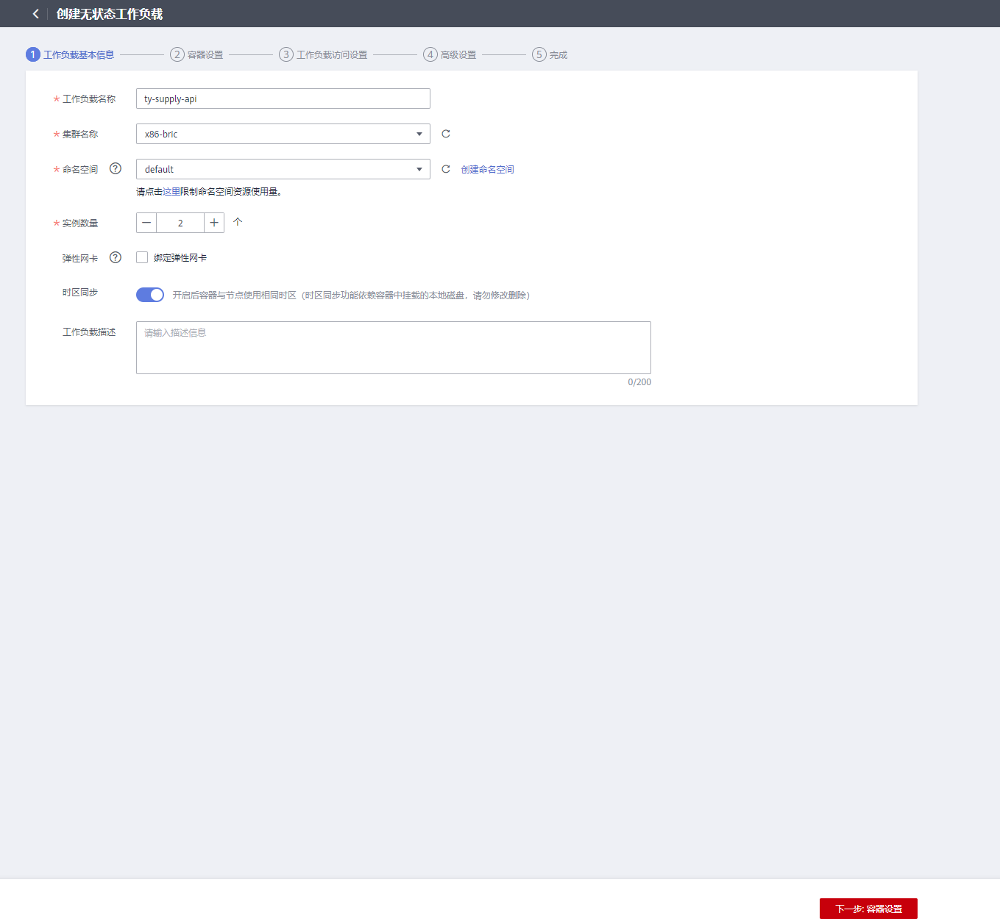 创建无状态工作负载
1 工作负载基本信息 2 容器设置 3 工作负载访问设置 4 高级设置 5 完成
* 工作负载名称 ty-supply-api
* 集群名称 x86-bric
* 命名空间 ? default 创建命名空间
请点击这里限制命名空间资源使用量。
* 实例数量 — 2 + 个
弹性网卡 ? 绑定弹性网卡
时区同步 开启后容器与节点使用相同时区（时区同步功能依赖容器中挂载的本地磁盘，请勿修改删除）
工作负载描述 请输入描述信息
0/200
下一步: 容器设置